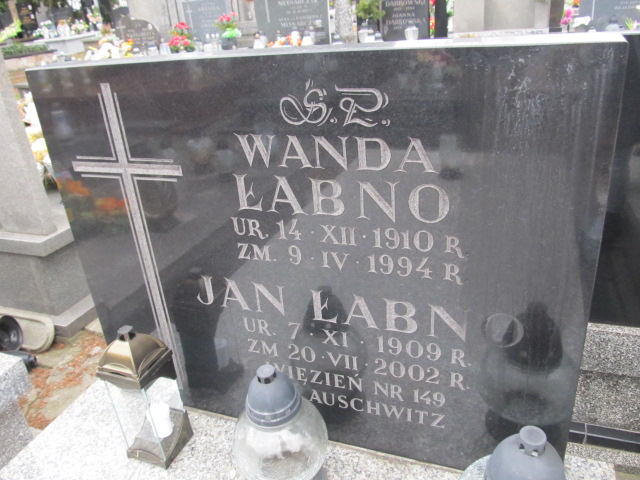 Ś.P.
WANDA
ŁABNO
UR. 14 · XII · 1910 R.
ZM. 9 · IV · 1994 R.
JAN ŁABNO
UR. 7 · XI · 1909 R.
ZM 20 · VII · 2002 R.
WIĘZIEŃ NR 149
AUSCHWITZ